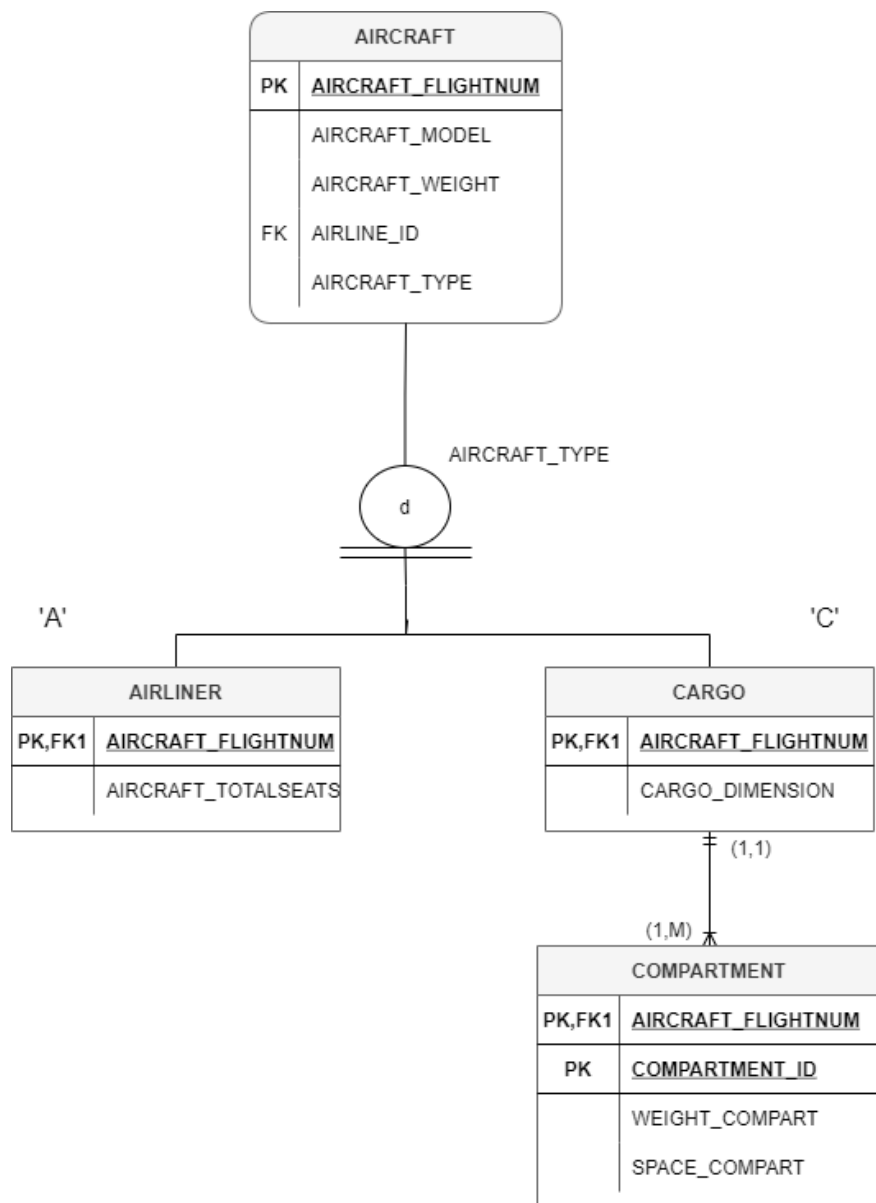 AIRCRAFT
PK AIRCRAFT_FLIGHTNUM
AIRCRAFT_MODEL
AIRCRAFT_WEIGHT
FK AIRLINE_ID
AIRCRAFT_TYPE
AIRCRAFT_TYPE
d
'A'
'C'
AIRLINER
PK,FK1 AIRCRAFT_FLIGHTNUM
AIRCRAFT_TOTALSEATS
CARGO
PK,FK1 AIRCRAFT_FLIGHTNUM
CARGO_DIMENSION
(1,1)
(1,M)
COMPARTMENT
PK,FK1 AIRCRAFT_FLIGHTNUM
PK COMPARTMENT_ID
WEIGHT_COMPART
SPACE_COMPART